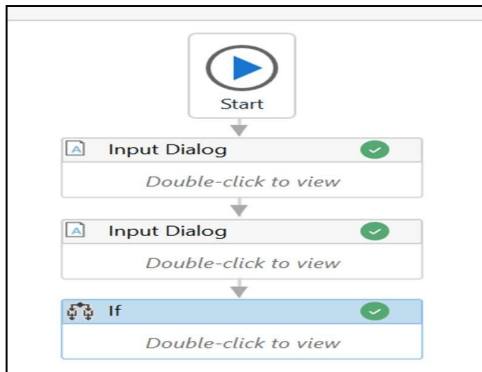 Start
Input Dialog
Double-click to view
Input Dialog
Double-click to view
If
Double-click to view